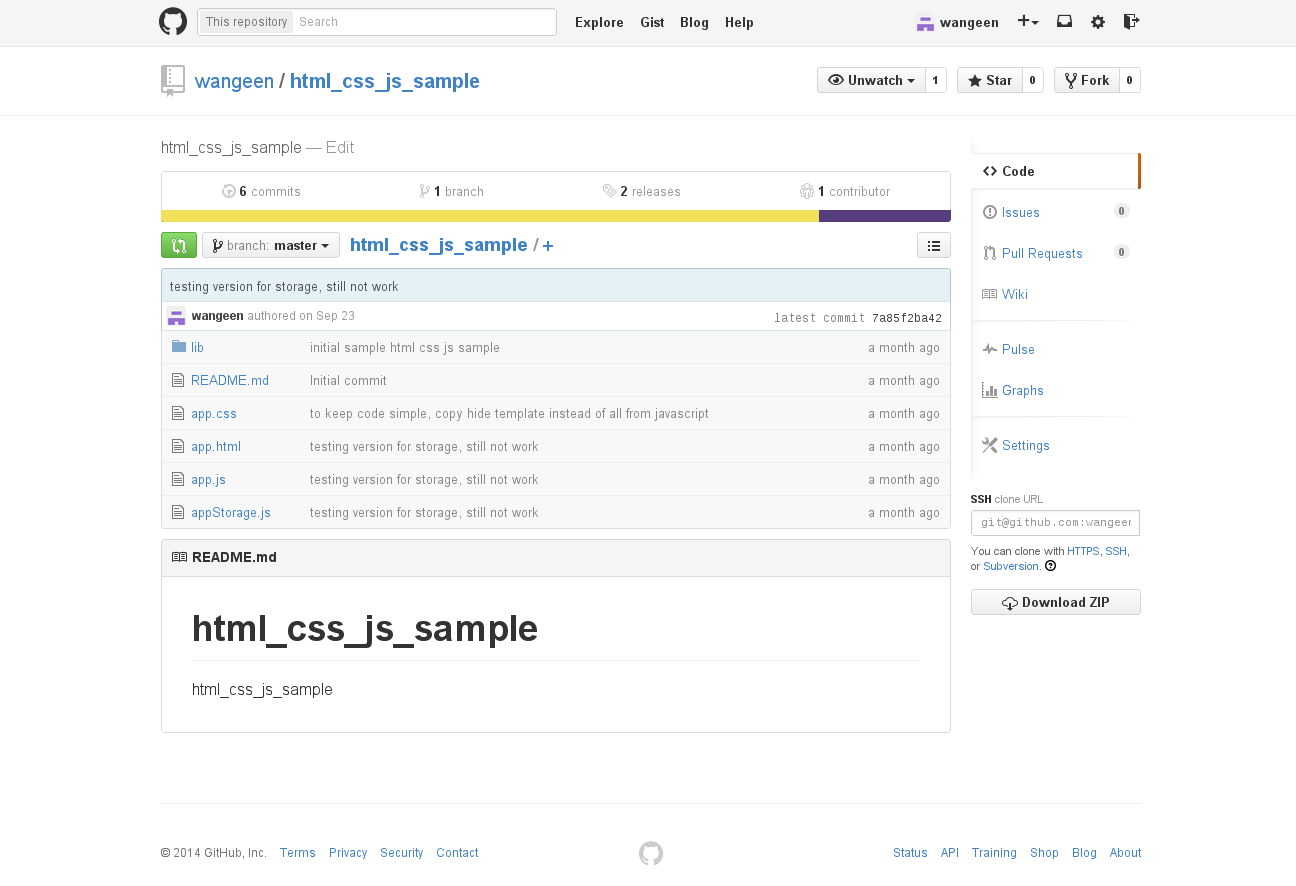 This repository Search Explore Gist Blog Help wangeen
wangeen / html_css_js_sample Unwatch 1 Star 0 Fork 0
html_css_js_sample — Edit
Code
6 commits 1 branch 2 releases 1 contributor
Issues 0
branch: master html_css_js_sample / +
Pull Requests 0
testing version for storage, still not work
Wiki
wangeen authored on Sep 23 latest commit 7a85f2ba42
lib initial sample html css js sample a month ago
Pulse
README.md Initial commit a month ago
Graphs
app.css to keep code simple, copy hide template instead of all from javascript a month ago
app.html testing version for storage, still not work a month ago
Settings
app.js testing version for storage, still not work a month ago
SSH clone URL
appStorage.js testing version for storage, still not work a month ago
git@github.com:wangeer
You can clone with HTTPS, SSH,
or Subversion.
README.md
Download ZIP
html_css_js_sample
html_css_js_sample
© 2014 GitHub, Inc. Terms Privacy Security Contact Status API Training Shop Blog About